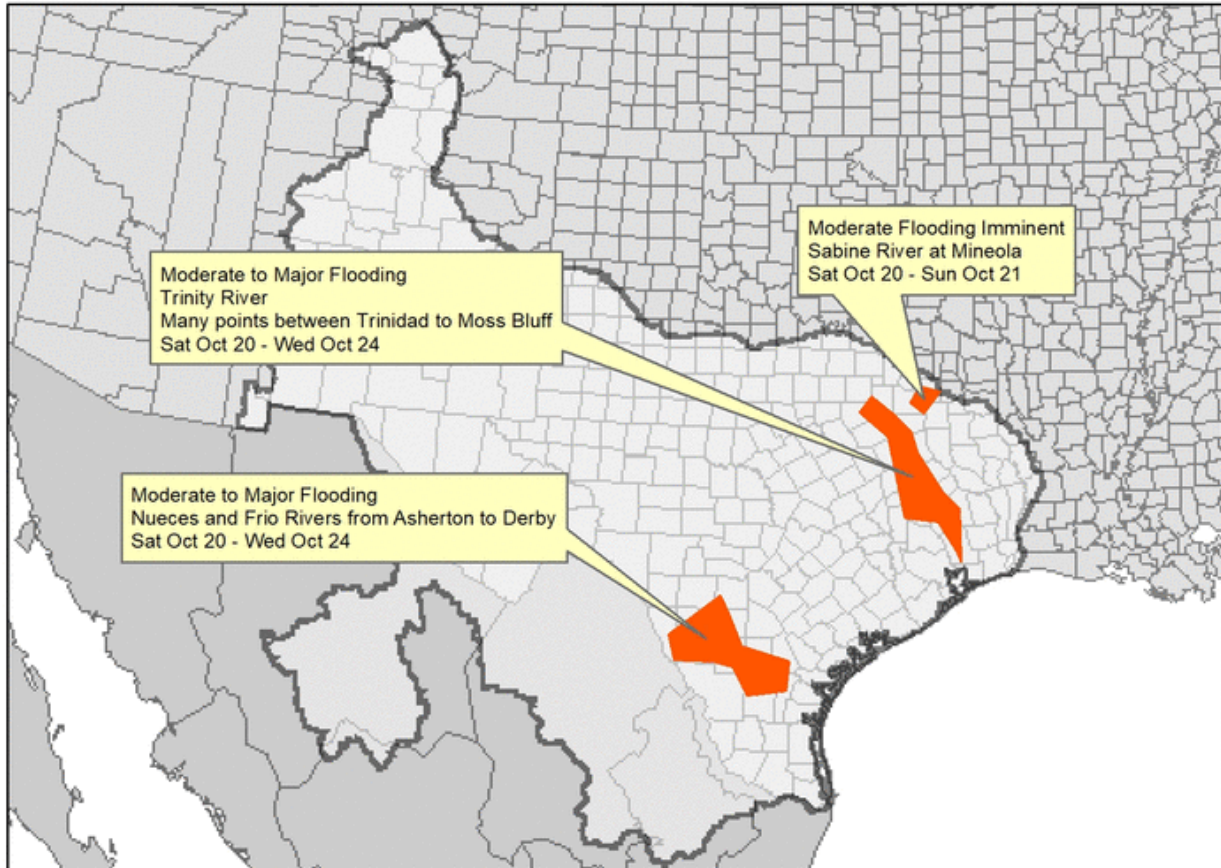 Moderate Flooding Imminent
Sabine River at Mineola
Sat Oct 20 - Sun Oct 21
Moderate to Major Flooding
Trinity River
Many points between Trinidad to Moss Bluff
Sat Oct 20 - Wed Oct 24
Moderate to Major Flooding
Nueces and Frio Rivers from Asherton to Derby
Sat Oct 20 - Wed Oct 24